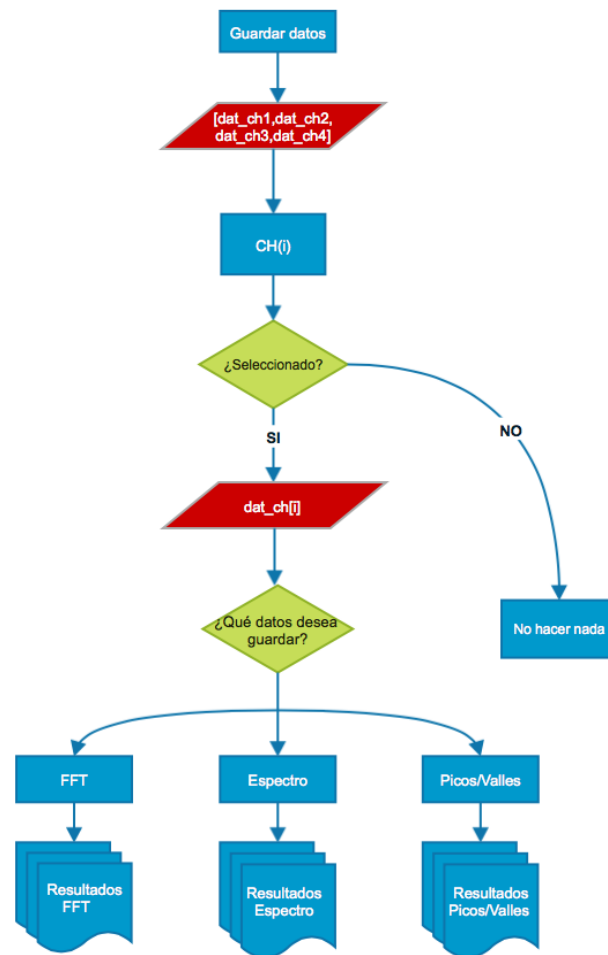 Guardar datos
[dat_ch1,dat_ch2,
dat_ch3,dat_ch4]
CH(i)
¿Seleccionado?
SI
NO
dat_ch[i]
¿Qué datos desea
guardar?
No hacer nada
FFT
Espectro
Picos/Valles
Resultados
FFT
Resultados
Espectro
Resultados
Picos/Valles